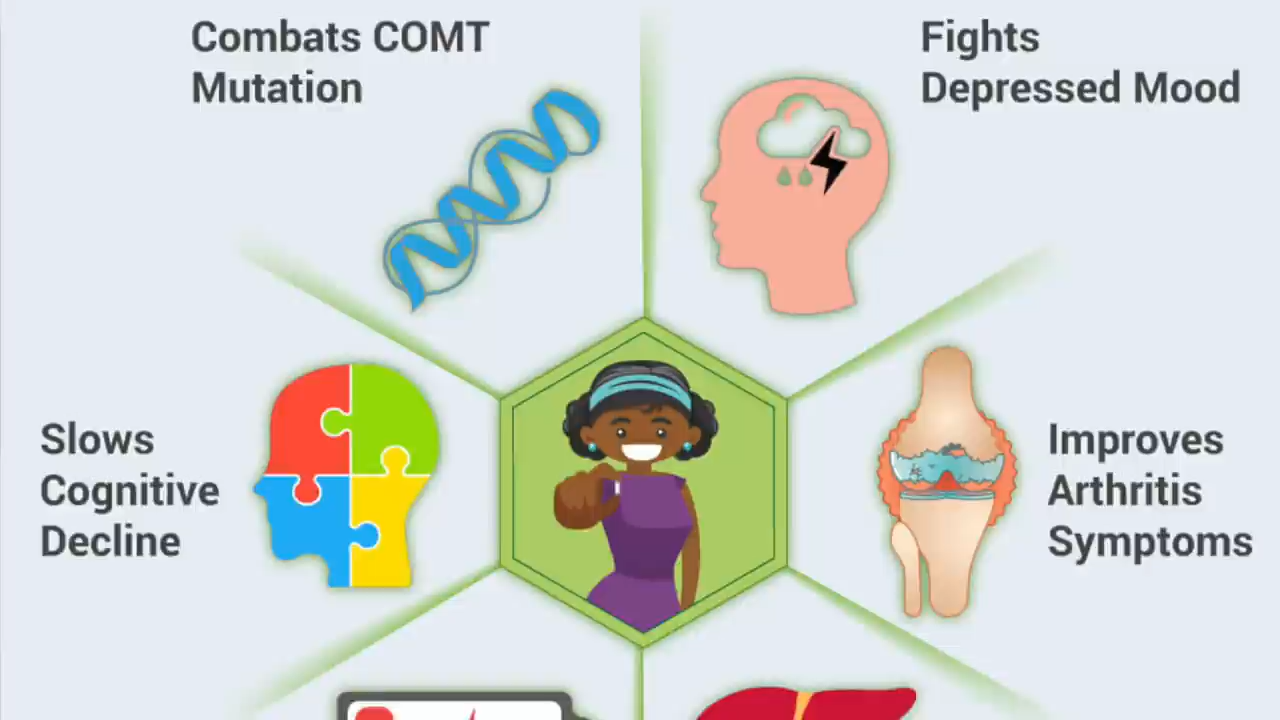 Combats COMT
Mutation
Fights
Depressed Mood
Slows
Cognitive
Decline
Improves
Arthritis
Symptoms